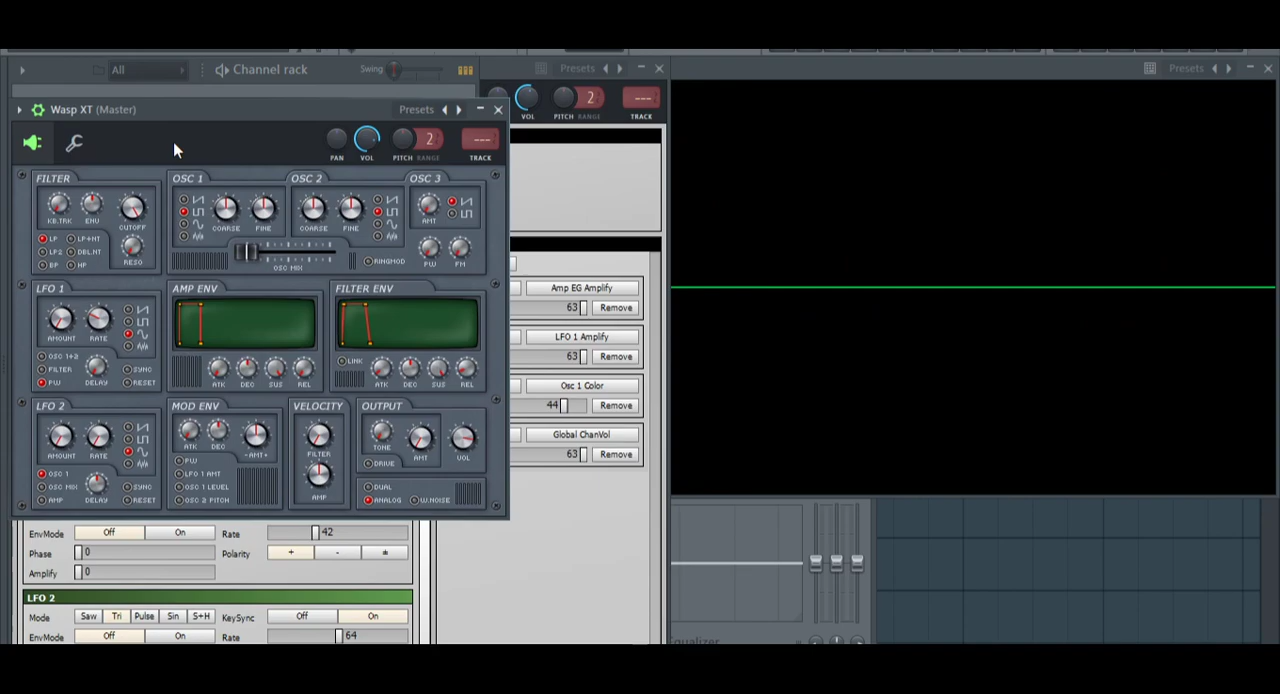 All
Channel rack
Swing
Presets
Presets
Wasp XT (Master)
Presets
VOL
PITCH RANGE
TRACK
2
---
PAN
VOL
PITCH RANGE
TRACK
2
---
FILTER
KB.TRK
ENV
CUTOFF
LP
LP+NT
LP2
DBL.NT
BP
HP
RESO
OSC 1
OSC 2
OSC 3
COARSE
FINE
COARSE
FINE
AMT
OSC MIX
RINGMOD
PW
FM
LFO 1
AMOUNT
RATE
OSC 1+2
FILTER
PW
DELAY
SYNC
RESET
AMP ENV
ATK
DEC
SUS
REL
FILTER ENV
LINK
ATK
DEC
SUS
REL
Amp EG Amplify
63
Remove
LFO 1 Amplify
63
Remove
Osc 1 Color
44
Remove
Global ChanVol
63
Remove
LFO 2
AMOUNT
RATE
OSC 1
OSC MIX
AMP
DELAY
SYNC
RESET
MOD ENV
ATK
DEC
-AMT+
PW
LFO 1 AMT
OSC 1 LEVEL
OSC 2 PITCH
VELOCITY
FILTER
AMP
OUTPUT
TONE
AMT
VOL
DRIVE
DUAL
ANALOG
W.NOISE
EnvMode
Off
On
Rate
42
Phase
0
Polarity
+
-
±
Amplify
0
LFO 2
Mode
Saw
Tri
Pulse
Sin
S+H
KeySync
Off
On
EnvMode
Off
On
Rate
64